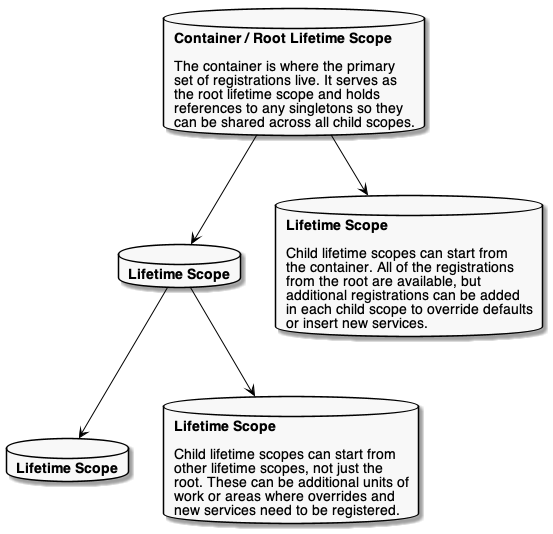 Container / Root Lifetime Scope
The container is where the primary
set of registrations live. It serves as
the root lifetime scope and holds
references to any singletons so they
can be shared across all child scopes.
Lifetime Scope
Child lifetime scopes can start from
the container. All of the registrations
from the root are available, but
additional registrations can be added
in each child scope to override defaults
or insert new services.
Lifetime Scope
Lifetime Scope
Lifetime Scope
Child lifetime scopes can start from
other lifetime scopes, not just the
root. These can be additional units of
work or areas where overrides and
new services need to be registered.